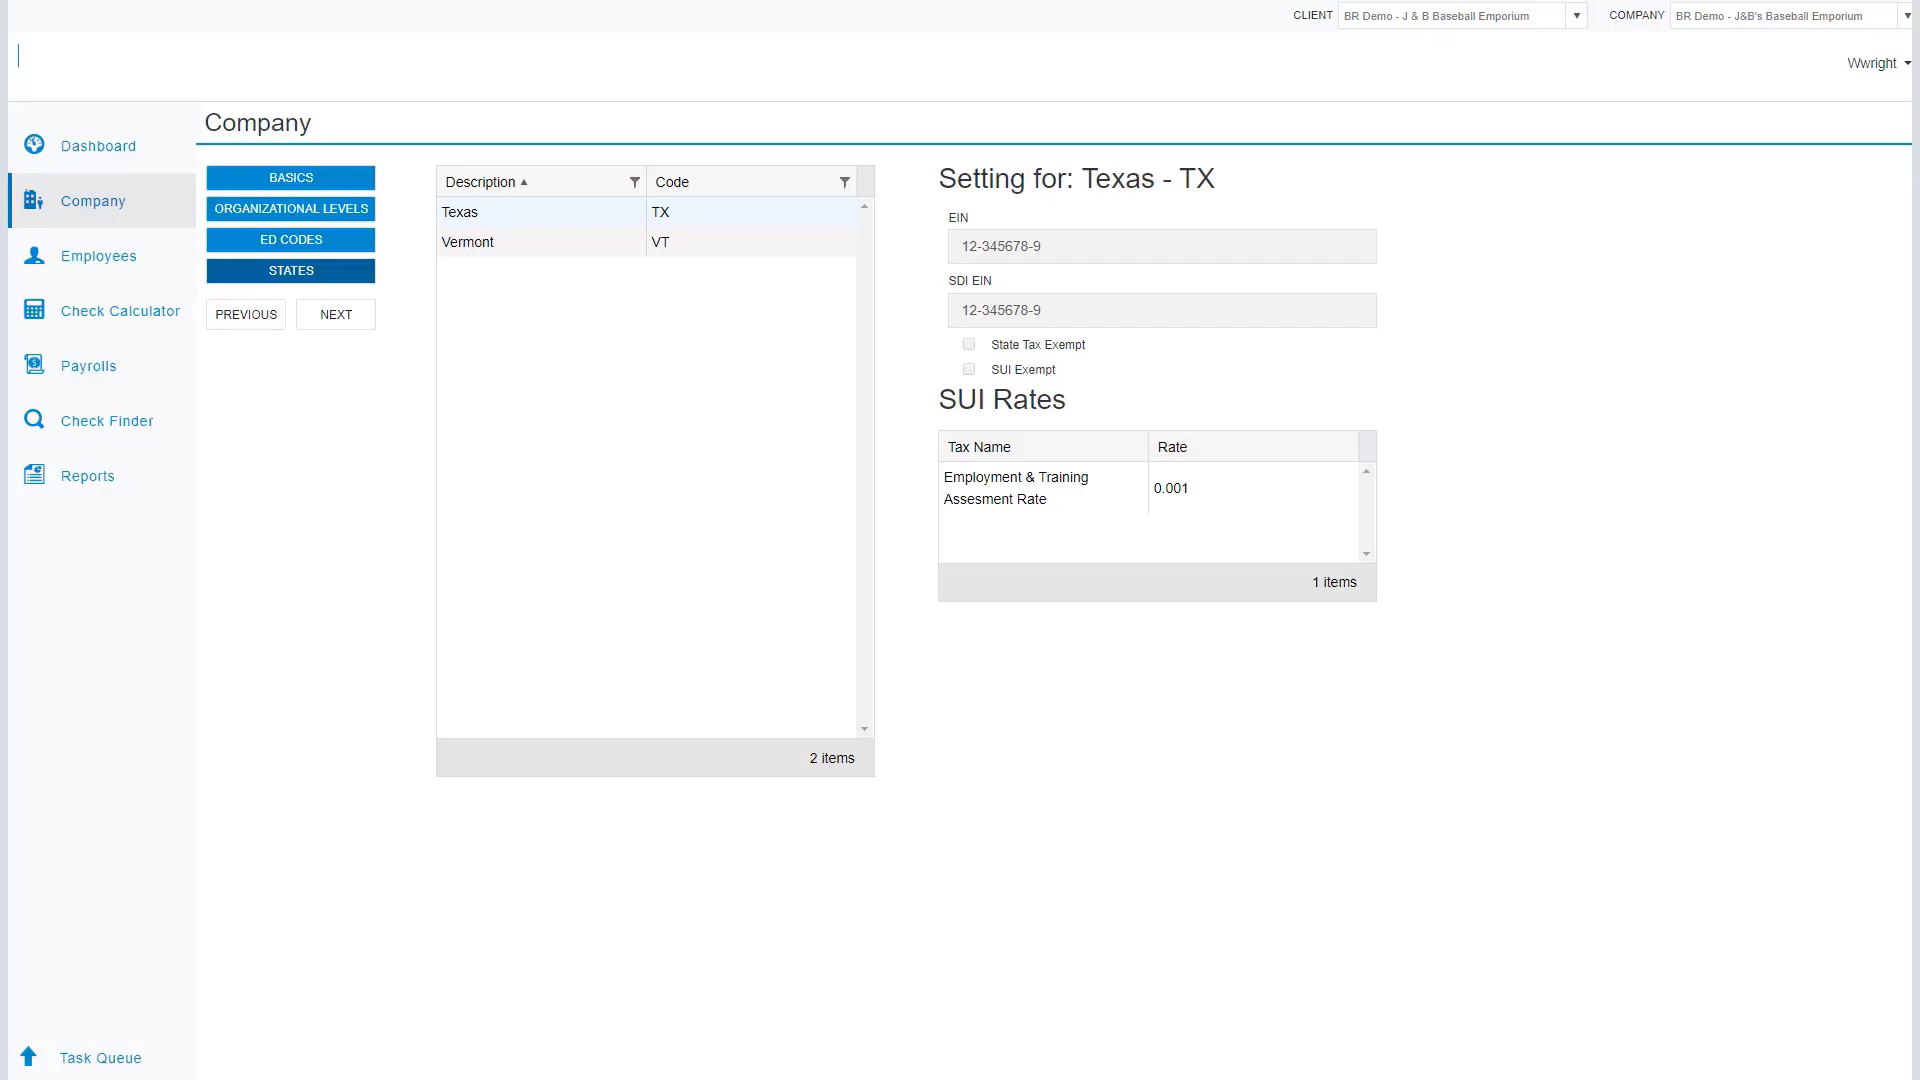 CLIENT BR Demo - J & B Baseball Emporium COMPANY BR Demo - J&B's Baseball Emporium
Wwright
Company
Dashboard
Company
Employees
Check Calculator
Payrolls
Check Finder
Reports
Task Queue
BASICS
ORGANIZATIONAL LEVELS
ED CODES
STATES
PREVIOUS NEXT
Description Code
Texas TX
Vermont VT
2 items
Setting for: Texas - TX
EIN
12-345678-9
SDI EIN
12-345678-9
State Tax Exempt
SUI Exempt
SUI Rates
Tax Name Rate
Employment & Training
Assesment Rate
0.001
1 items